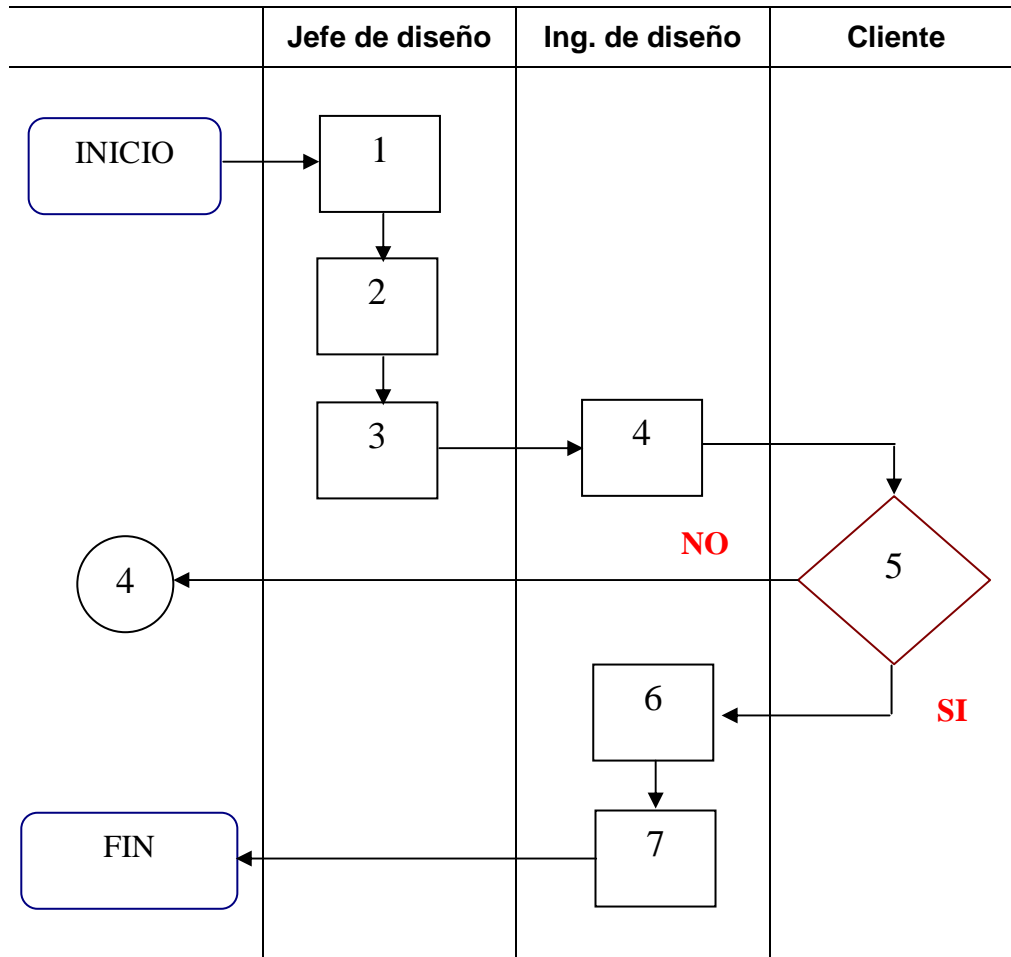 Jefe de diseño Ing. de diseño Cliente
INICIO 1
2
3 4
NO
4 5
6 SI
FIN 7